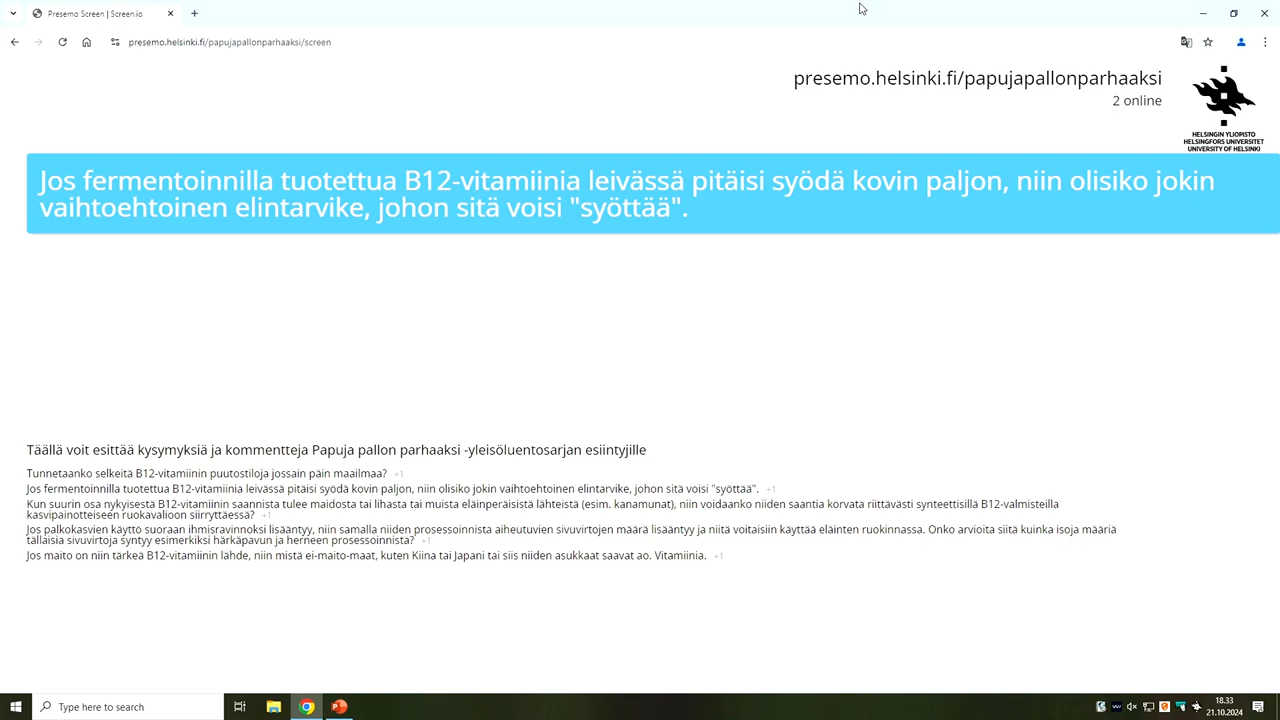 Presemo Screen | Screen.io
presemo.helsinki.fi/papujapallonparhaaksi/screen
presemo.helsinki.fi/papujapallonparhaaksi
2 online
HELSINGIN YLIOPISTO
HELSINGFORS UNIVERSITET
UNIVERSITY OF HELSINKI
Jos fermentoinnilla tuotettua B12-vitamiinia leivässä pitäisi syödä kovin paljon, niin olisiko jokin
vaihtoehtoinen elintarvike, johon sitä voisi "syöttää".
Täällä voit esittää kysymyksiä ja kommentteja Papuja pallon parhaaksi -yleisöluentosarjan esiintyjille
Tunnetaanko selkeitä B12-vitamiinin puutostiloja jossain päin maailmaa? +1
Jos fermentoinnilla tuotettua B12-vitamiinia leivässä pitäisi syödä kovin paljon, niin olisiko jokin vaihtoehtoinen elintarvike, johon sitä voisi "syöttää". +1
Kun suurin osa nykyisestä B12-vitamiinin saannista tulee maidosta tai lihasta tai muista eläinperäisistä lähteistä (esim. kanamunat), niin voidaanko niiden saantia korvata riittävästi synteettisillä B12-valmisteilla
kasvipainotteiseen ruokavalioon siirryttäessä? +1
Jos palkokasvien käyttö suoraan ihmisravinnoksi lisääntyy, niin samalla niiden prosessoinnista aiheutuvien sivuvirtojen määrä lisääntyy ja niitä voitaisiin käyttää eläinten ruokinnassa. Onko arvioita siitä kuinka isoja määriä
tällaisia sivuvirtoja syntyy esimerkiksi härkäpavun ja herneen prosessoinnista? +1
Jos maito on niin tärkeä B12-vitamiinin lähde, niin mistä ei-maito-maat, kuten Kiina tai Japani tai siis niiden asukkaat saavat ao. Vitamiinia. +1
Type here to search
18.33
21.10.2024